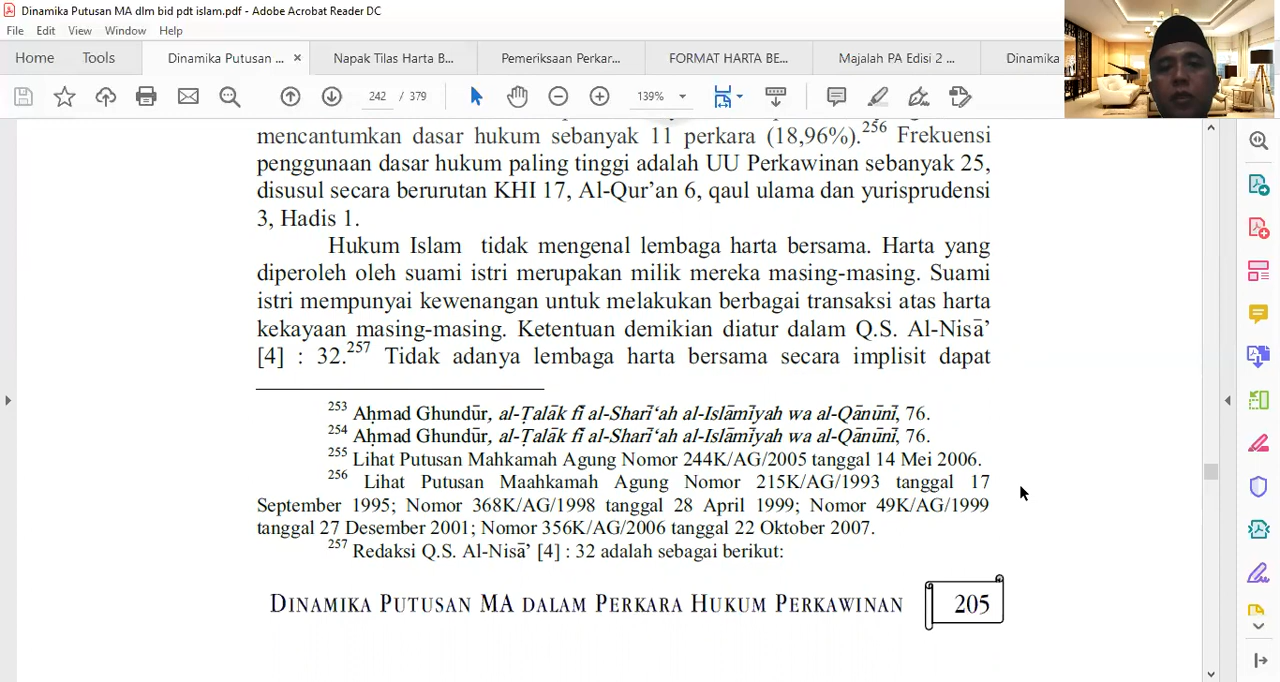 Dinamika Putusan MA dlm bid pdt islam.pdf - Adobe Acrobat Reader DC
File Edit View Window Help
Home Tools Dinamika Putusan ... × Napak Tilas Harta B... Pemeriksaan Perkar... FORMAT HARTA BE... Majalah PA Edisi 2 ... Dinamika
242 / 379 139%
mencantumkan dasar hukum sebanyak 11 perkara (18,96%).256 Frekuensi
penggunaan dasar hukum paling tinggi adalah UU Perkawinan sebanyak 25,
disusul secara berurutan KHI 17, Al-Qur’an 6, qaul ulama dan yurisprudensi
3, Hadis 1.
Hukum Islam tidak mengenal lembaga harta bersama. Harta yang
diperoleh oleh suami istri merupakan milik mereka masing-masing. Suami
istri mempunyai kewenangan untuk melakukan berbagai transaksi atas harta
kekayaan masing-masing. Ketentuan demikian diatur dalam Q.S. Al-Nisā’
[4] : 32.257 Tidak adanya lembaga harta bersama secara implisit dapat
253 Aḥmad Ghundūr, al-Ṭalāk fī al-Sharī‘ah al-Islāmīyah wa al-Qānūnī, 76.
254 Aḥmad Ghundūr, al-Ṭalāk fī al-Sharī‘ah al-Islāmīyah wa al-Qānūnī, 76.
255 Lihat Putusan Mahkamah Agung Nomor 244K/AG/2005 tanggal 14 Mei 2006.
256 Lihat Putusan Maahkamah Agung Nomor 215K/AG/1993 tanggal 17
September 1995; Nomor 368K/AG/1998 tanggal 28 April 1999; Nomor 49K/AG/1999
tanggal 27 Desember 2001; Nomor 356K/AG/2006 tanggal 22 Oktober 2007.
257 Redaksi Q.S. Al-Nisā’ [4] : 32 adalah sebagai berikut:
DINAMIKA PUTUSAN MA DALAM PERKARA HUKUM PERKAWINAN 205